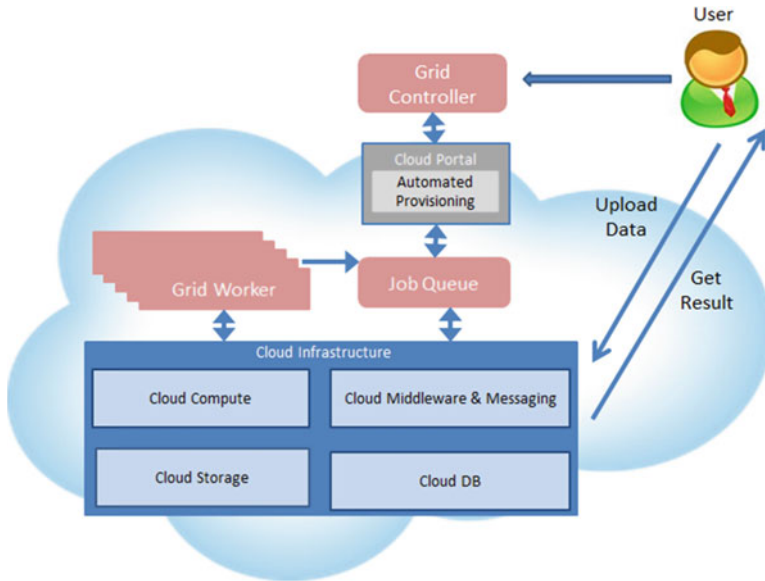 User
Grid
Controller
Cloud Portal
Automated
Provisioning
Upload
Data
Get
Result
Grid Worker
Job Queue
Cloud Infrastructure
Cloud Compute
Cloud Middleware & Messaging
Cloud Storage
Cloud DB